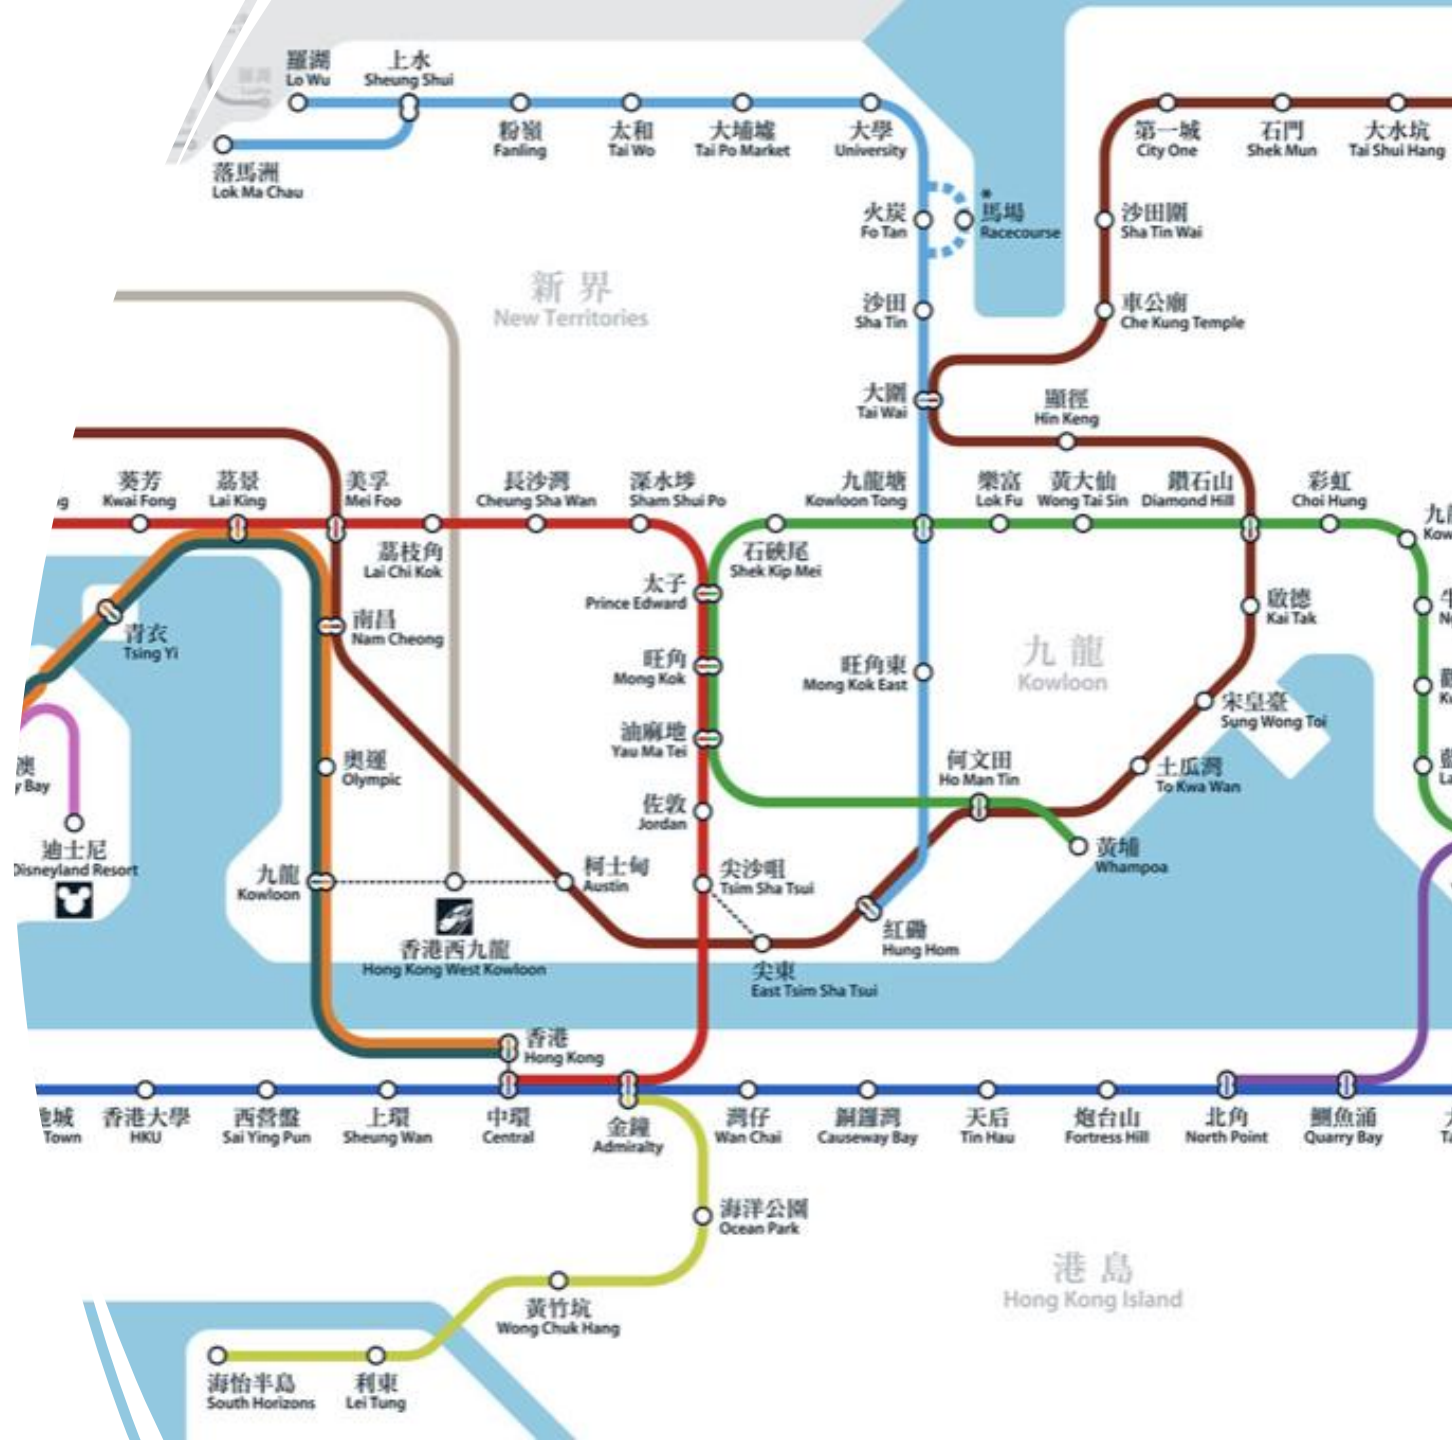 羅湖
Lo Wu
上水
Sheung Shui
粉嶺
Fanling
太和
Tai Wo
大埔墟
Tai Po Market
大學
University
第一城
City One
石門
Shek Mun
大水坑
Tai Shui Hang
落馬洲
Lok Ma Chau
火炭
Fo Tan
*
馬場
Racecourse
沙田圍
Sha Tin Wai
新界
New Territories
沙田
Sha Tin
車公廟
Che Kung Temple
大圍
Tai Wai
顯徑
Hin Keng
葵芳
Kwai Fong
荔景
Lai King
美孚
Mei Foo
長沙灣
Cheung Sha Wan
深水埗
Sham Shui Po
九龍塘
Kowloon Tong
樂富
Lok Fu
黃大仙
Wong Tai Sin
鑽石山
Diamond Hill
彩虹
Choi Hung
荔枝角
Lai Chi Kok
石硤尾
Shek Kip Mei
太子
Prince Edward
啟德
Kai Tak
青衣
Tsing Yi
南昌
Nam Cheong
旺角
Mong Kok
旺角東
Mong Kok East
九龍
Kowloon
宋皇臺
Sung Wong Toi
油麻地
Yau Ma Tei
奧運
Olympic
何文田
Ho Man Tin
土瓜灣
To Kwa Wan
澳
y Bay
佐敦
Jordan
迪士尼
Disneyland Resort
黃埔
Whampoa
九龍
Kowloon
柯士甸
Austin
尖沙咀
Tsim Sha Tsui
香港西九龍
Hong Kong West Kowloon
紅磡
Hung Hom
尖東
East Tsim Sha Tsui
香港
Hong Kong
城
Town
香港大學
HKU
西營盤
Sai Ying Pun
上環
Sheung Wan
中環
Central
金鐘
Admiralty
灣仔
Wan Chai
銅鑼灣
Causeway Bay
天后
Tin Hau
炮台山
Fortress Hill
北角
North Point
鰂魚涌
Quarry Bay
海洋公園
Ocean Park
港島
Hong Kong Island
黃竹坑
Wong Chuk Hang
海怡半島
South Horizons
利東
Lei Tung